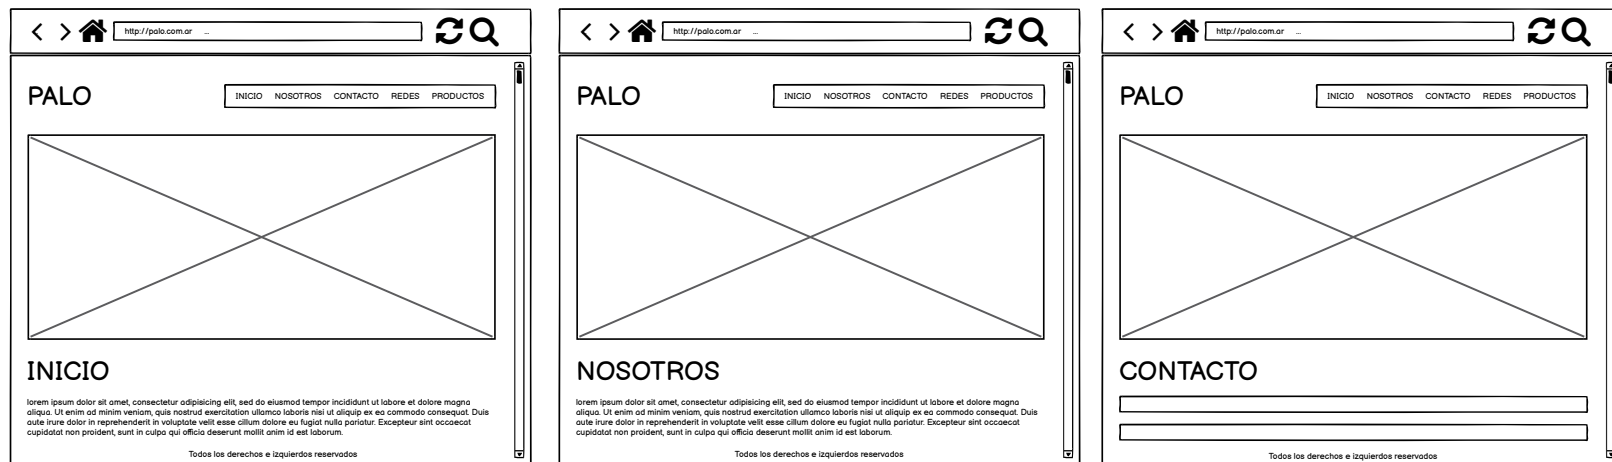 http://palo.com.ar ...
PALO
INICIO NOSOTROS CONTACTO REDES PRODUCTOS
INICIO
lorem ipsum dolor sit amet, consectetur adipisicing elit, sed do eiusmod tempor incididunt ut labore et dolore magna
aliqua. Ut enim ad minim veniam, quis nostrud exercitation ullamco laboris nisi ut aliquip ex ea commodo consequat. Duis
aute irure dolor in reprehenderit in voluptate velit esse cillum dolore eu fugiat nulla pariatur. Excepteur sint occaecat
cupidatat non proident, sunt in culpa qui officia deserunt mollit anim id est laborum.
Todos los derechos e izquierdos reservados
http://palo.com.ar ...
PALO
INICIO NOSOTROS CONTACTO REDES PRODUCTOS
NOSOTROS
lorem ipsum dolor sit amet, consectetur adipisicing elit, sed do eiusmod tempor incididunt ut labore et dolore magna
aliqua. Ut enim ad minim veniam, quis nostrud exercitation ullamco laboris nisi ut aliquip ex ea commodo consequat. Duis
aute irure dolor in reprehenderit in voluptate velit esse cillum dolore eu fugiat nulla pariatur. Excepteur sint occaecat
cupidatat non proident, sunt in culpa qui officia deserunt mollit anim id est laborum.
Todos los derechos e izquierdos reservados
http://palo.com.ar ...
PALO
INICIO NOSOTROS CONTACTO REDES PRODUCTOS
CONTACTO
Todos los derechos e izquierdos reservados